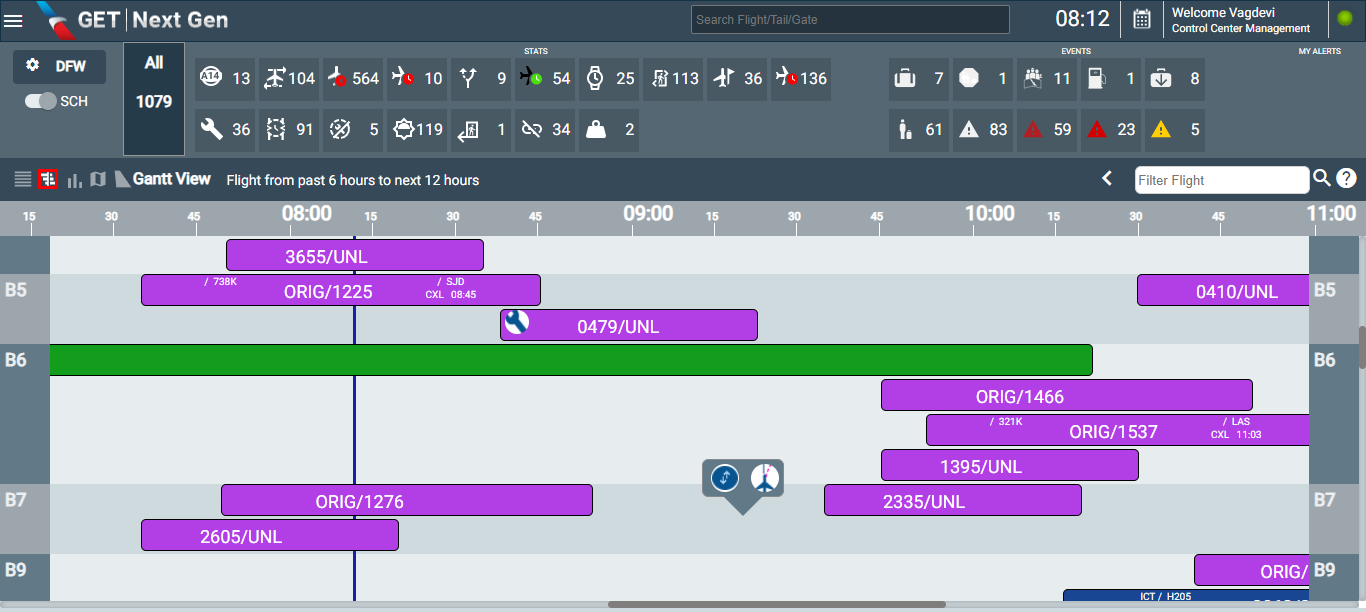 GET | Next Gen
Search Flight/Tail/Gate
08:12
Welcome Vagdevi
Control Center Management
DFW
SCH
All
1079
STATS
EVENTS
MY ALERTS
A14 13 104 564 10 9 54 25 113 36 136
7 1 11 1 8
36 91 5 119 1 34 2
61 83 59 23 5
Gantt View
Flight from past 6 hours to next 12 hours
Filter Flight
?
15 30 45 08:00 15 30 45 09:00 15 30 45 10:00 15 30 45 11:00
3655/UNL
B5
/ 738K
ORIG/1225
/ SJD
CXL 08:45
0410/UNL
B5
0479/UNL
B6
B6
ORIG/1466
/ 321K
ORIG/1537
/ LAS
CXL 11:03
1395/UNL
B7
ORIG/1276
2335/UNL
B7
2605/UNL
B9
ORIG/
B9
ICT / H205